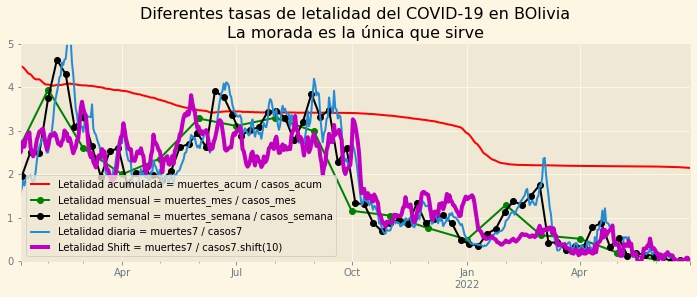 Diferentes tasas de letalidad del COVID-19 en BOlivia
La morada es la única que sirve
5
4
3
2
1
0
Letalidad acumulada = muertes_acum / casos_acum
Letalidad mensual = muertes_mes / casos_mes
Letalidad semanal = muertes_semana / casos_semana
Letalidad diaria = muertes7 / casos7
Letalidad Shift = muertes7 / casos7.shift(10)
Apr Jul Oct Jan Apr
2022